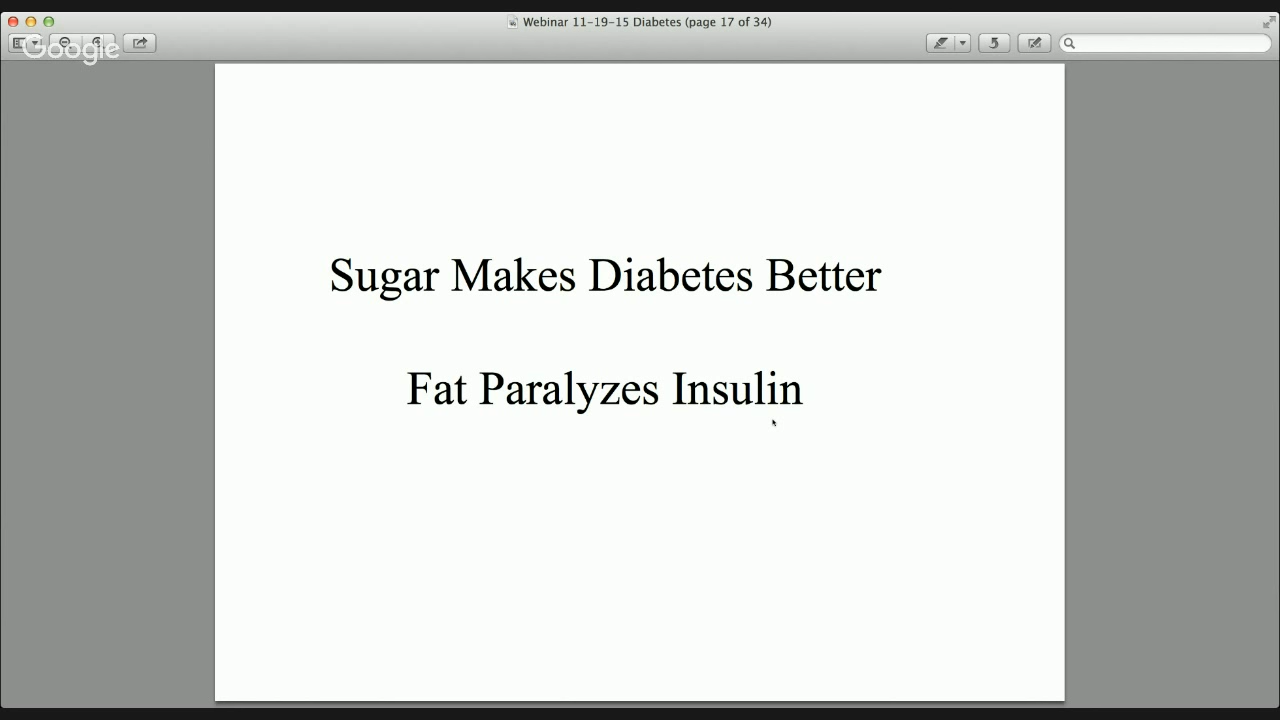 Webinar 11-19-15 Diabetes (page 17 of 34)
Google
Sugar Makes Diabetes Better
Fat Paralyzes Insulin